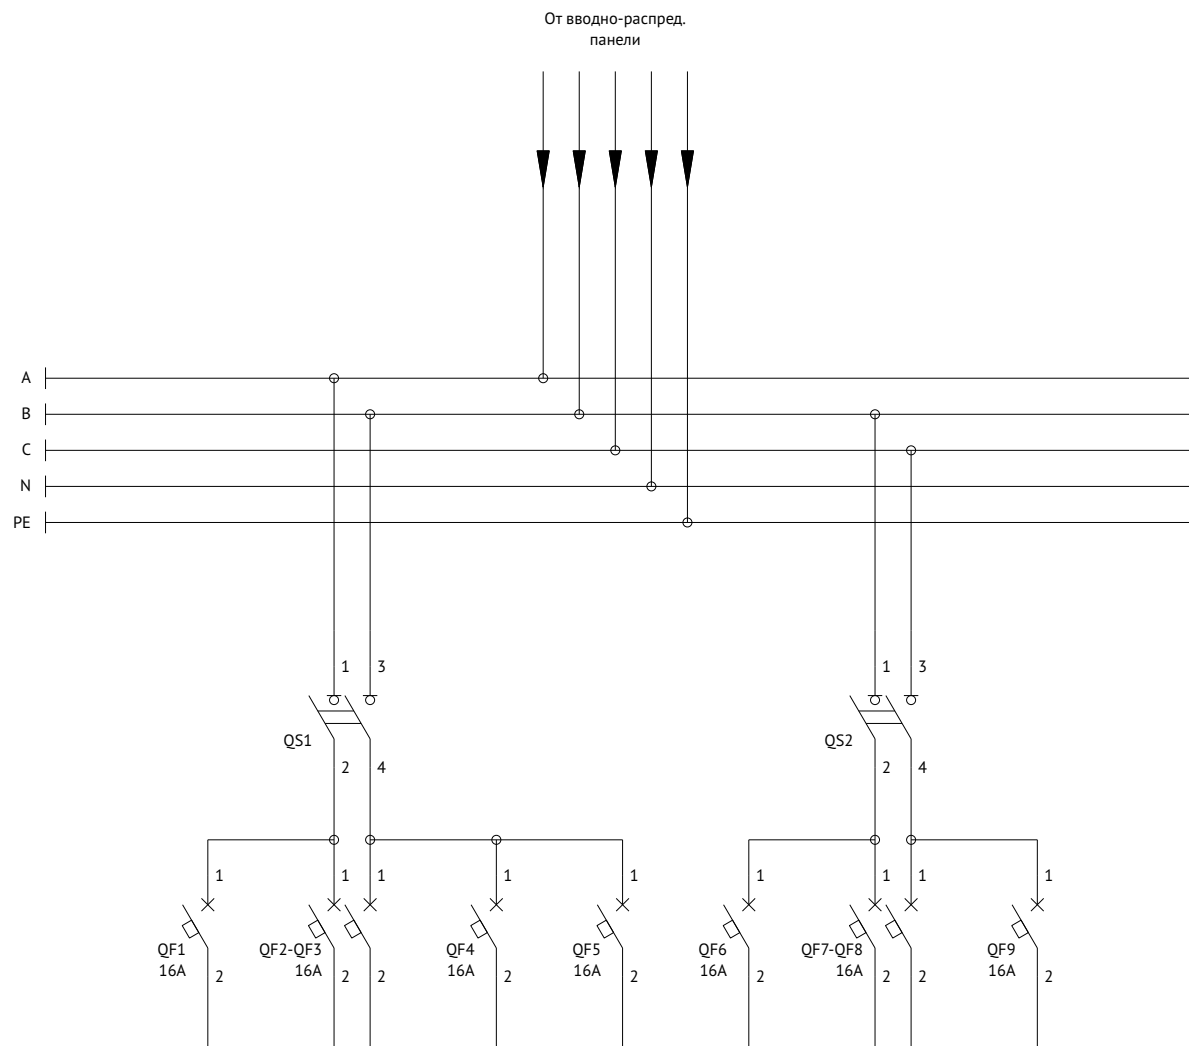 От вводно-распред.
панели
A
B
C
N
PE
1 3 1 3
QS1 QS2
2 4 2 4
1 1 1 1 1 1 1 1 1
QF1 QF2-QF3 QF4 QF5 QF6 QF7-QF8 QF9
16A 16A 16A 16A 16A 16A 16A
2 2 2 2 2 2 2 2 2